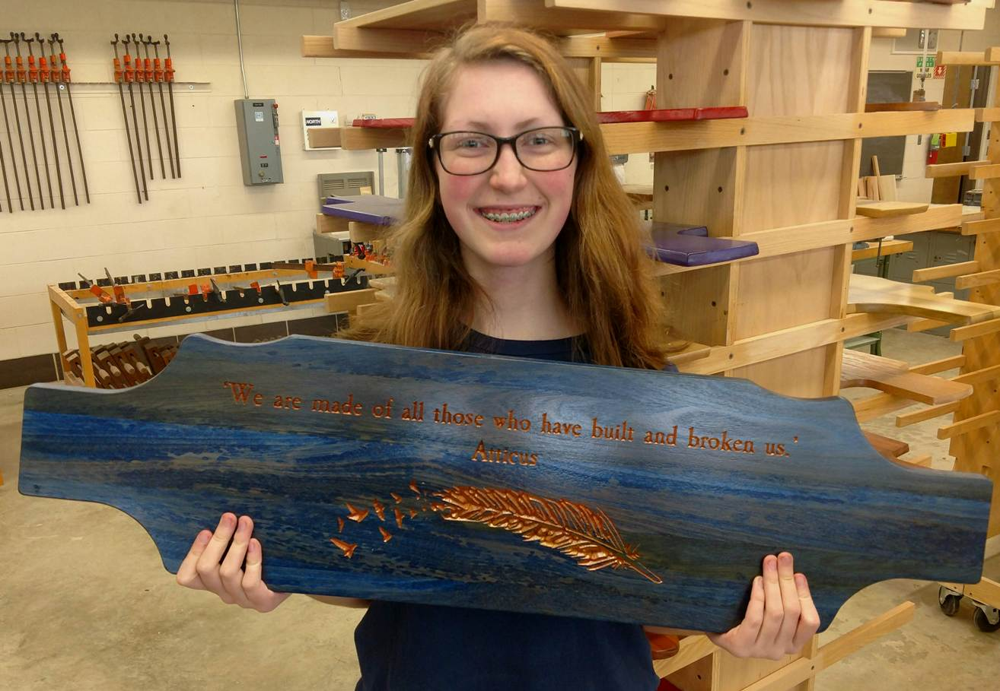 NORTH
'We are made of all those who have built and broken us.'
Atticus